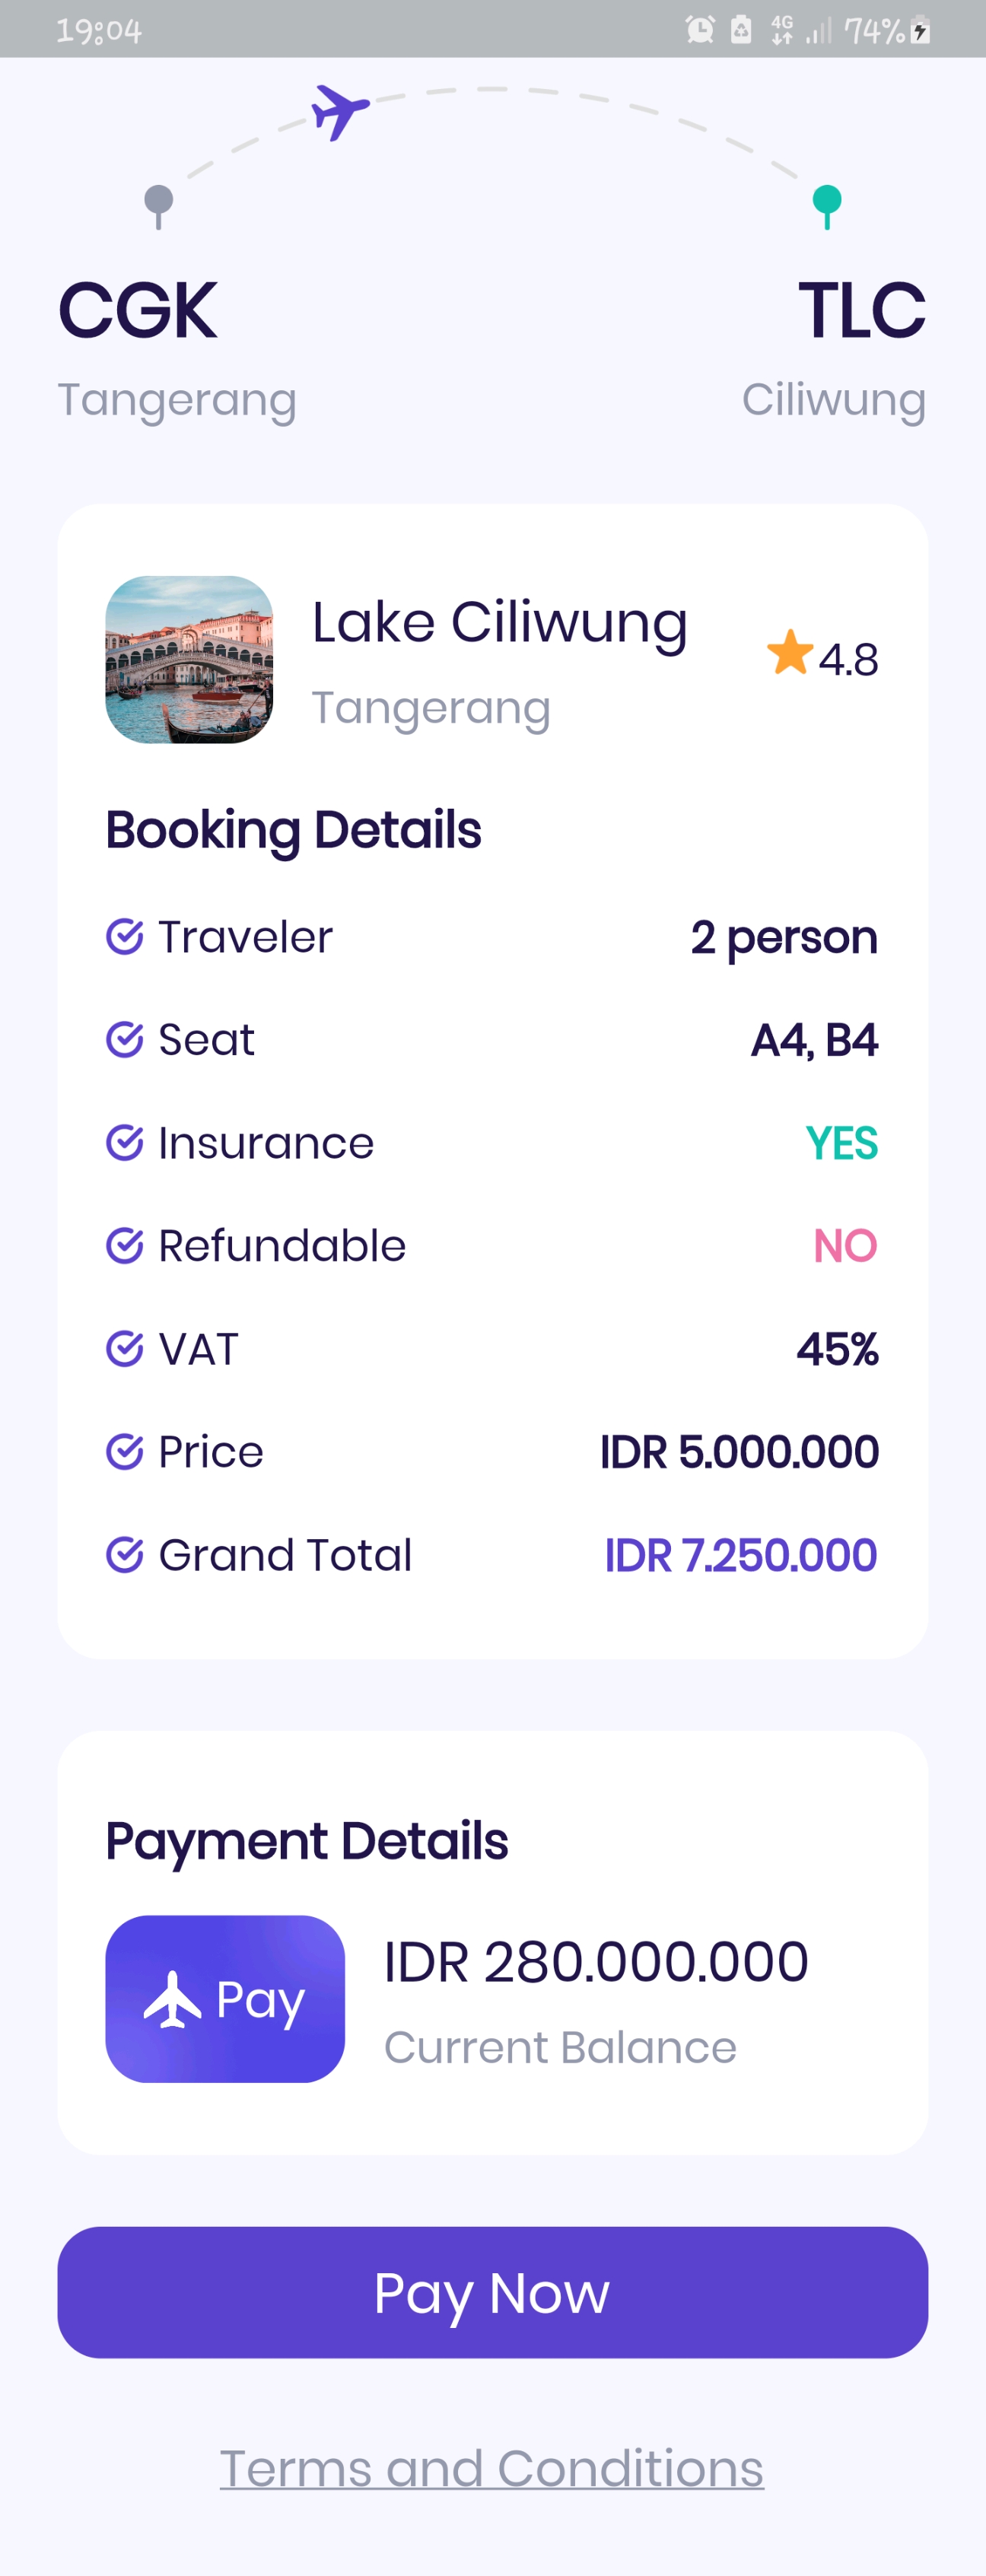 19:04 4G 74%
CGK TLC
Tangerang Ciliwung
Lake Ciliwung
4.8
Tangerang
Booking Details
Traveler 2 person
Seat A4, B4
Insurance YES
Refundable NO
VAT 45%
Price IDR 5.000.000
Grand Total IDR 7.250.000
Payment Details
Pay
IDR 280.000.000
Current Balance
Pay Now
Terms and Conditions